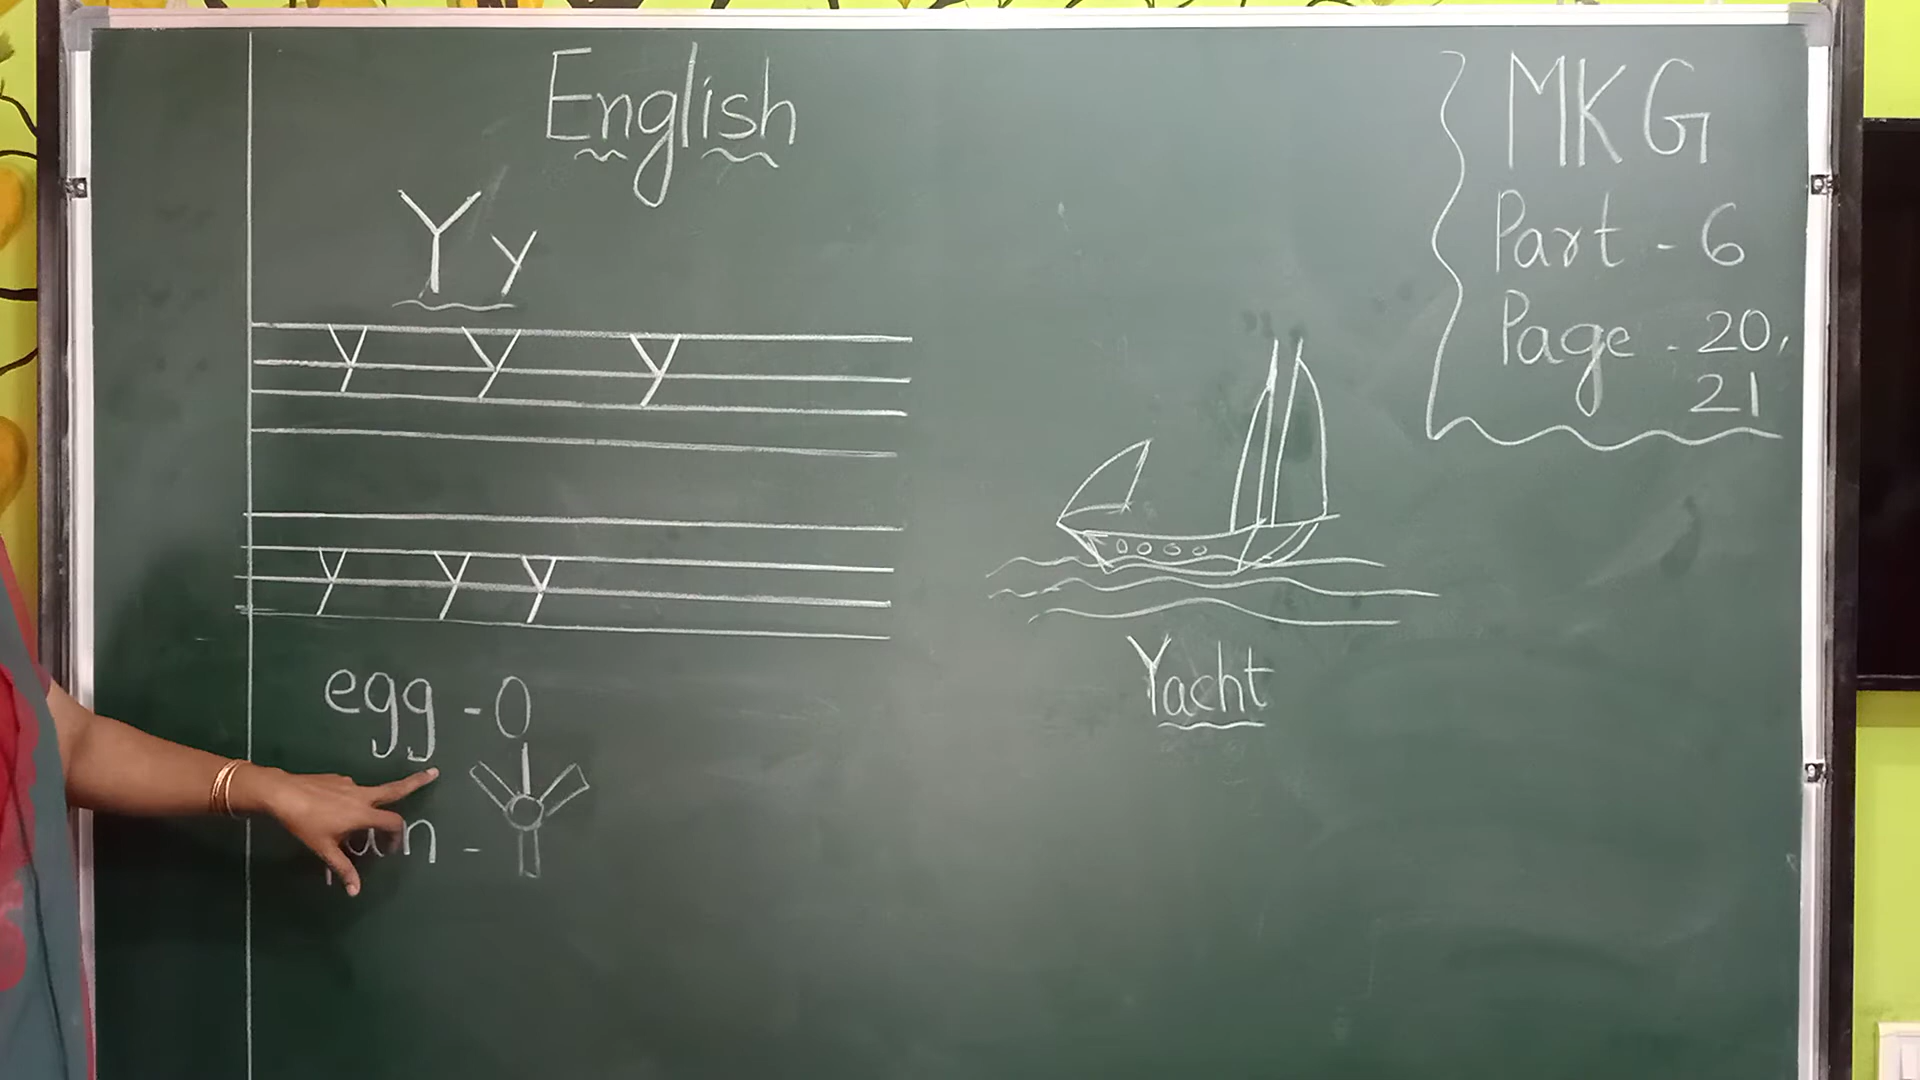 English
Y y
y y y
y y y
egg - 0
Yacht
MKG
Part - 6
Page - 20,
21